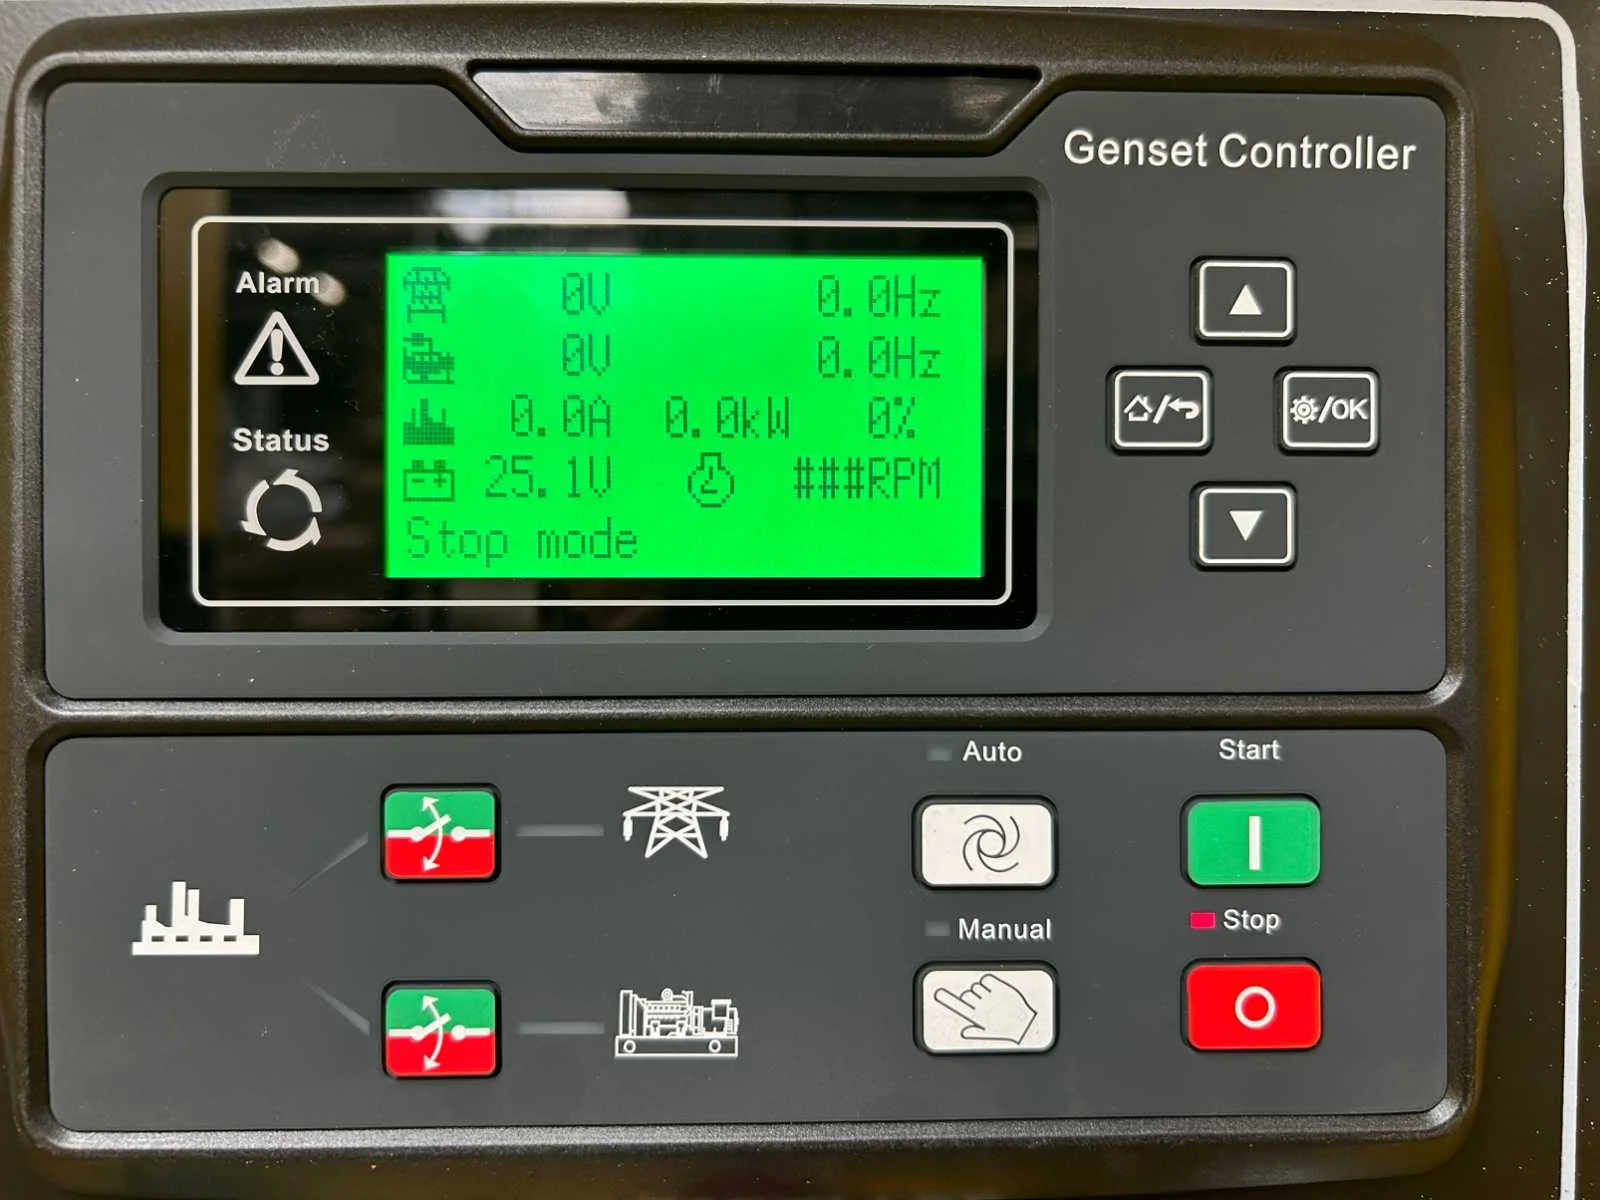 Genset Controller
Alarm
Status
0V 0.0Hz
0V 0.0Hz
0.0A 0.0kW 0%
25.1V ###RPM
Stop mode
/OK
Auto
Start
Manual
Stop